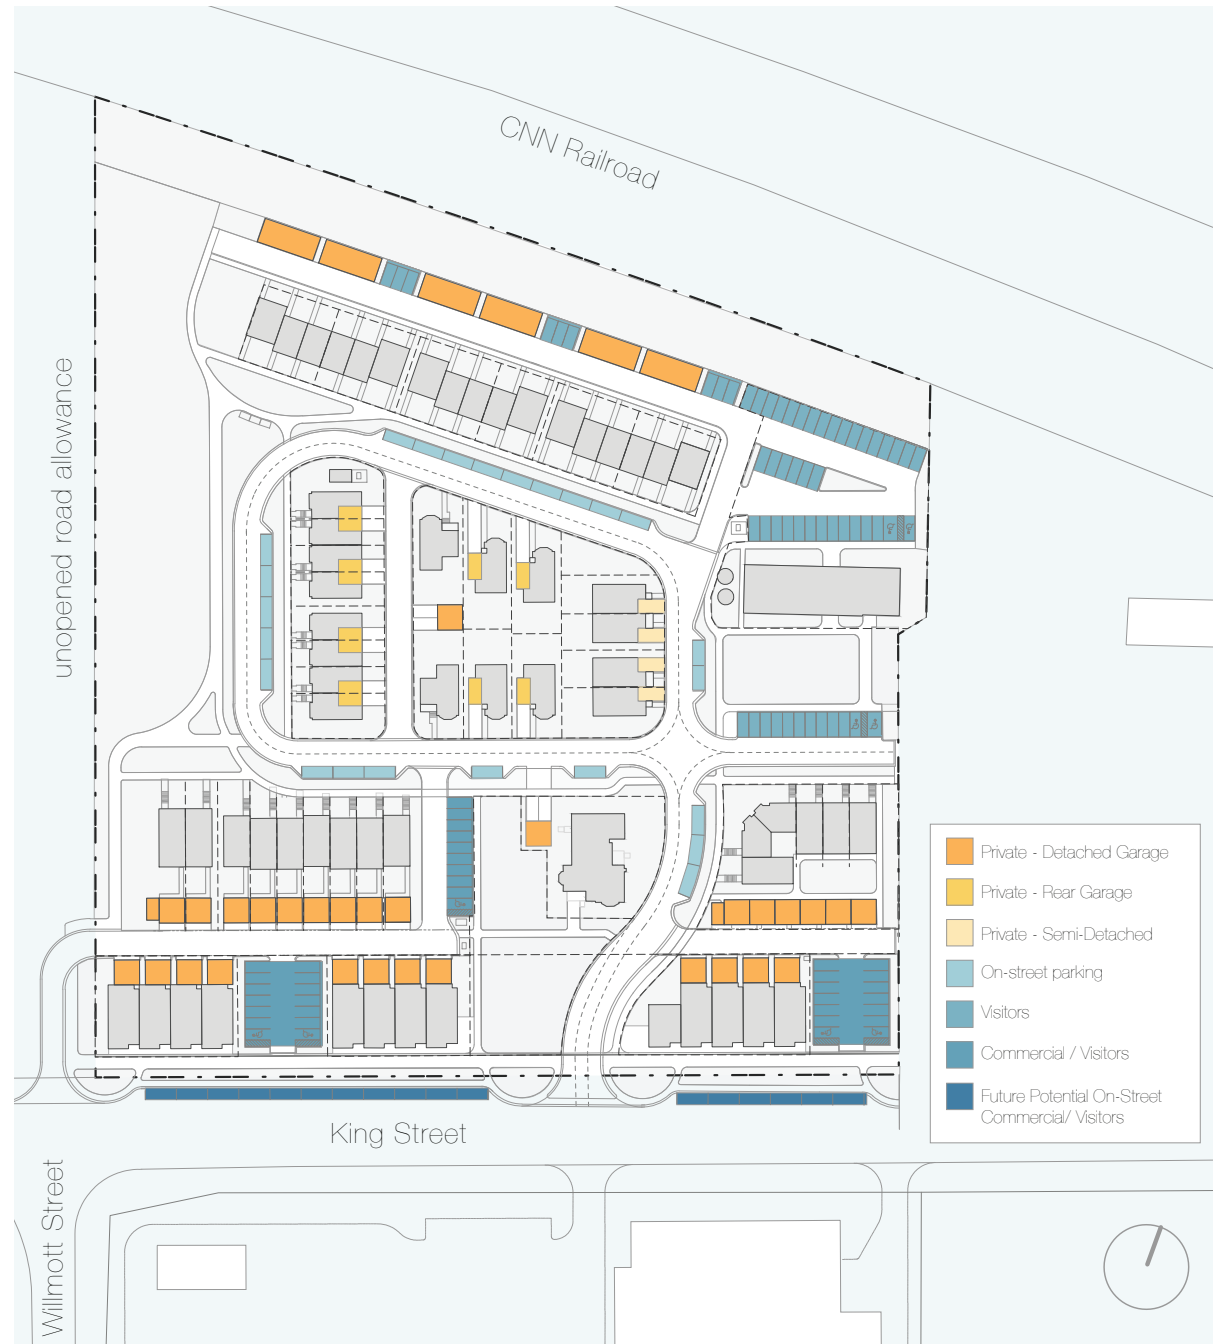 CNN Railroad
unopened road allowance
Private - Detached Garage
Private - Rear Garage
Private - Semi-Detached
On-street parking
Visitors
Commercial / Visitors
Future Potential On-Street
Commercial/ Visitors
King Street
Willmott Street